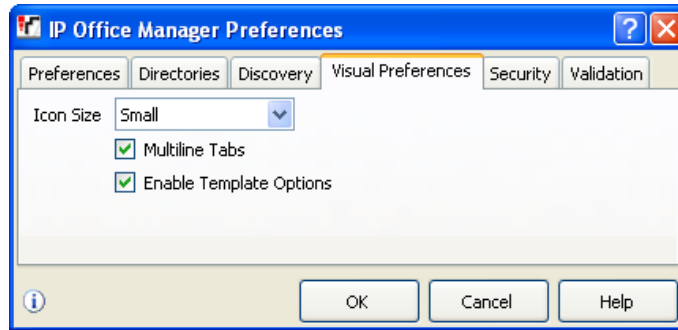 IP Office Manager Preferences
Preferences Directories Discovery Visual Preferences Security Validation
Icon Size Small
Multiline Tabs
Enable Template Options
OK Cancel Help